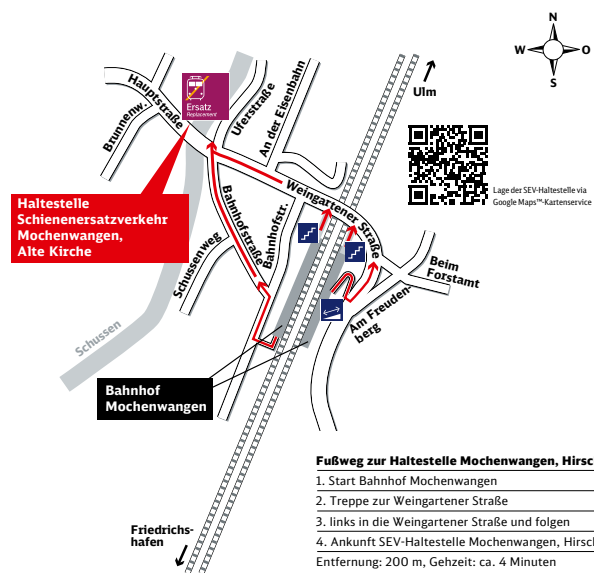 N
W
O
S
Ulm
Hauptstraße
Brunnenw.
Ersatz
Replacement
Uferstraße
An der Eisenbahn
Lage der SEV-Haltestelle via
Google Maps™-Kartenservice
Haltestelle
Schienenersatzverkehr
Mochenwangen,
Alte Kirche
Weingartener Straße
Bahnhofstraße
Bahnhofstr.
Schussenweg
Beim
Forstamt
Am Freuden-
berg
Schussen
Bahnhof
Mochenwangen
Friedrichs-
hafen
Fußweg zur Haltestelle Mochenwangen, Hirsc
1. Start Bahnhof Mochenwangen
2. Treppe zur Weingartener Straße
3. links in die Weingartener Straße und folgen
4. Ankunft SEV-Haltestelle Mochenwangen, Hirsc
Entfernung: 200 m, Gehzeit: ca. 4 Minuten